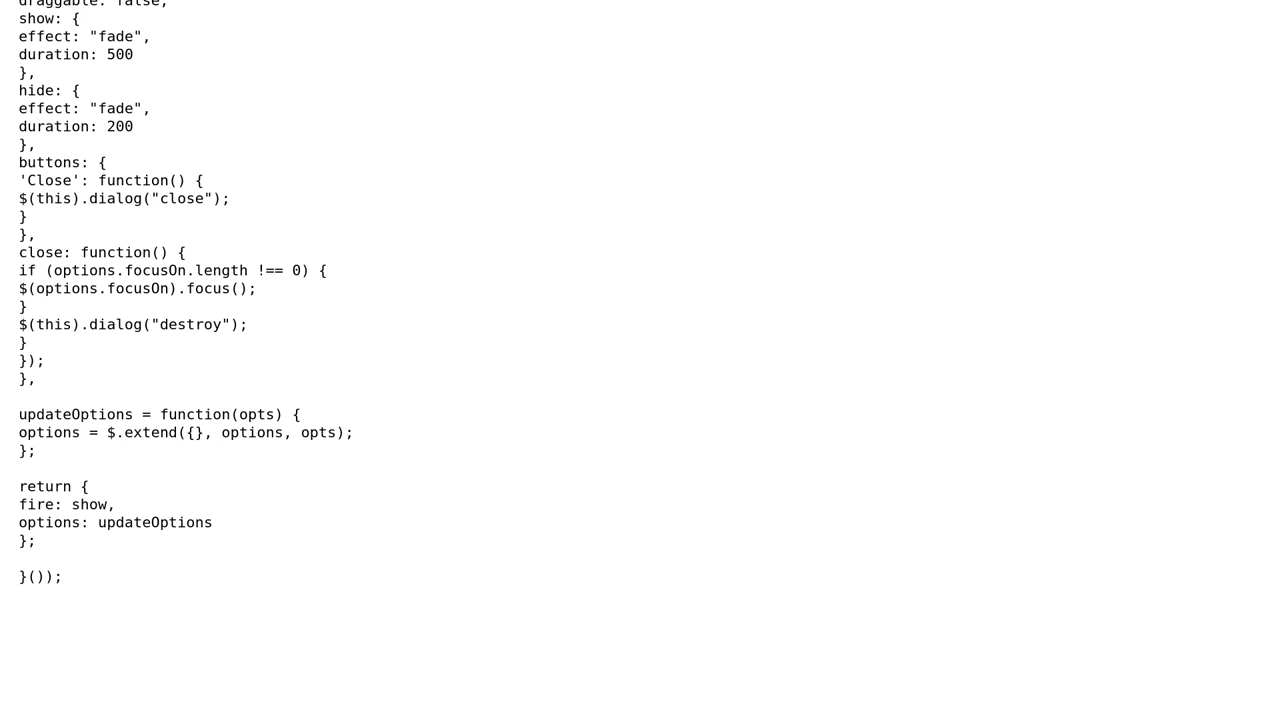 draggable: false,
show: {
effect: "fade",
duration: 500
},
hide: {
effect: "fade",
duration: 200
},
buttons: {
'Close': function() {
$(this).dialog("close");
}
},
close: function() {
if (options.focusOn.length !== 0) {
$(options.focusOn).focus();
}
$(this).dialog("destroy");
}
});
},

updateOptions = function(opts) {
options = $.extend({}, options, opts);
};

return {
fire: show,
options: updateOptions
};

}());